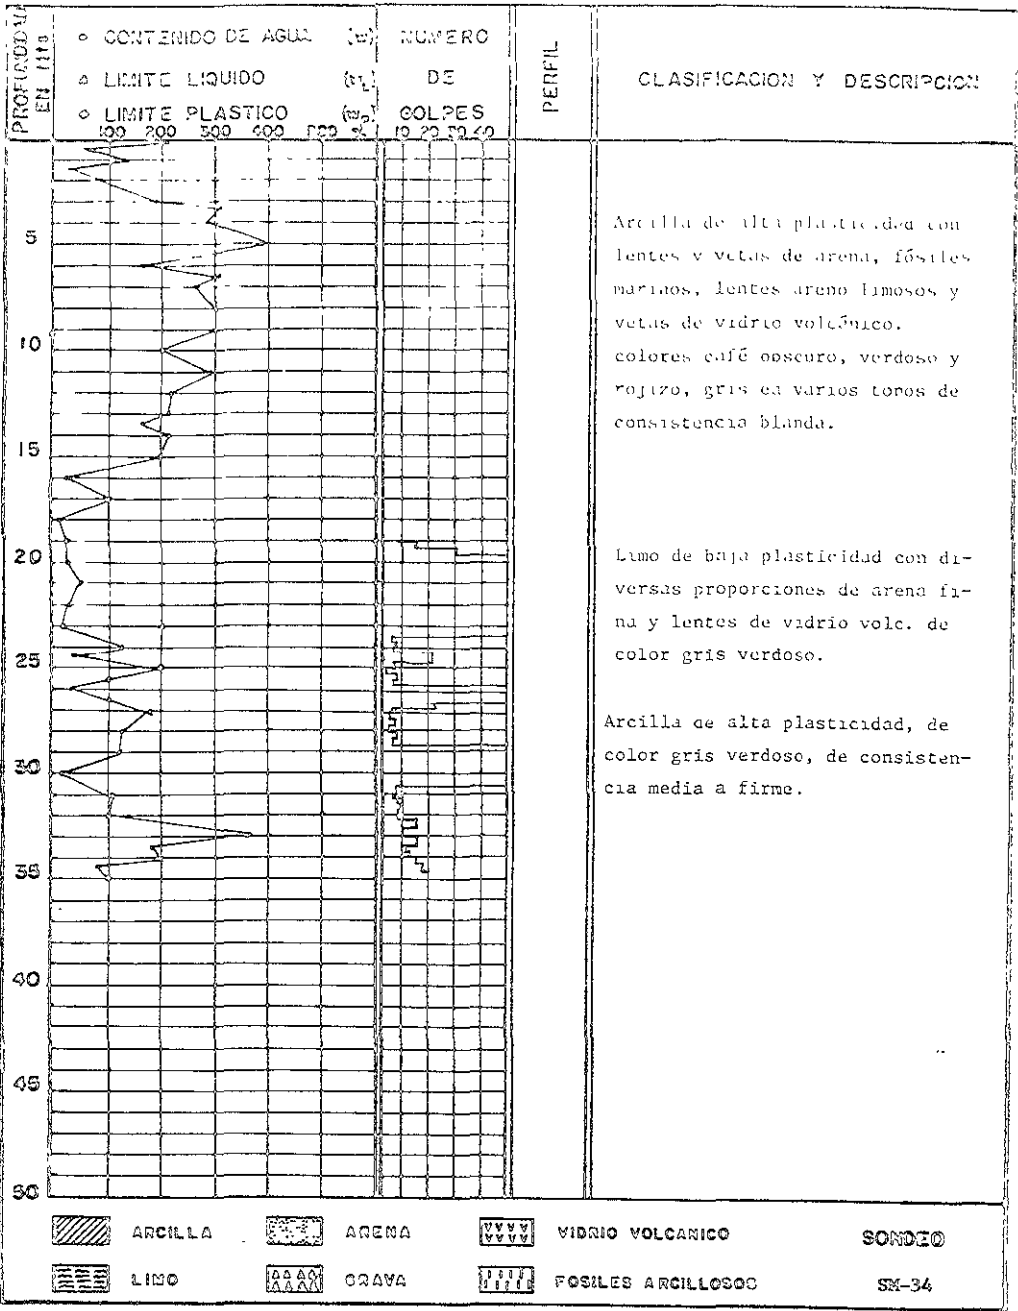 PROFUNDIDAD
EN Mts
○ CONTENIDO DE AGUA (w)
△ LIMITE LIQUIDO
◇ LIMITE PLASTICO
100 200 300 400 500 %
NUMERO
DE
GOLPES
10 20 30 40
PERFIL
CLASIFICACION Y DESCRIPCION
5
10
15
20
25
30
35
40
45
50
Arcilla de alta plasticidad con
lentes y vetas de arena, fósiles
marinos, lentes areno limosos y
vetas de vidrio volcánico.
colores café obscuro, verdoso y
rojizo, gris en varios tonos de
consistencia blanda.
Limo de baja plasticidad con di-
versas proporciones de arena fi-
na y lentes de vidrio volc. de
color gris verdoso.
Arcilla de alta plasticidad, de
color gris verdoso, de consisten-
cia media a firme.
ARCILLA ARENA VIDRIO VOLCANICO SONDEO
LIMO GRAVA FOSILES ARCILLOSOS SM-34